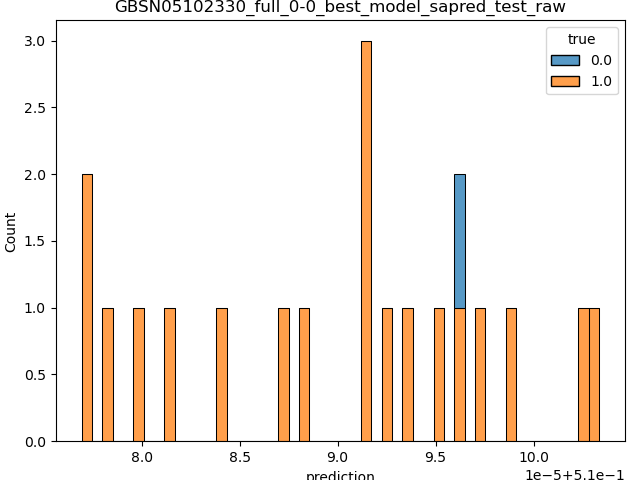 GBSN05102330_full_0-0_best_model_sapred_test_raw
3.0
2.5
2.0
1.5
1.0
0.5
0.0
Count
true
0.0
1.0
8.0 8.5 9.0 9.5 10.0
prediction
1e−5+5.1e−1